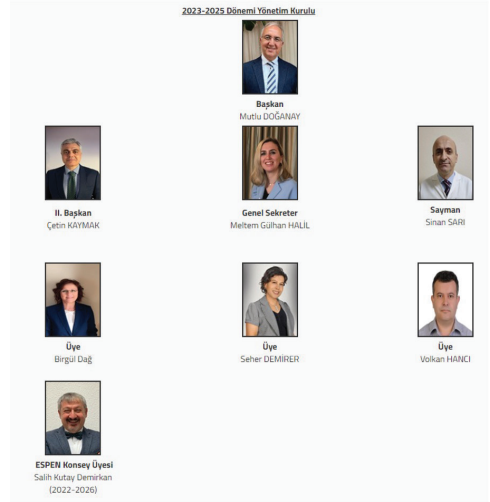 2023-2025 Dönemi Yönetim Kurulu
Başkan
Mutlu DOĞANAY
II. Başkan
Çetin KAYMAK
Genel Sekreter
Meltem Gülhan HALİL
Sayman
Sinan SARI
Üye
Birgül Dağ
Üye
Seher DEMİRER
Üye
Volkan HANCI
ESPEN Konsey Üyesi
Salih Kutay Demirkan
(2022-2026)